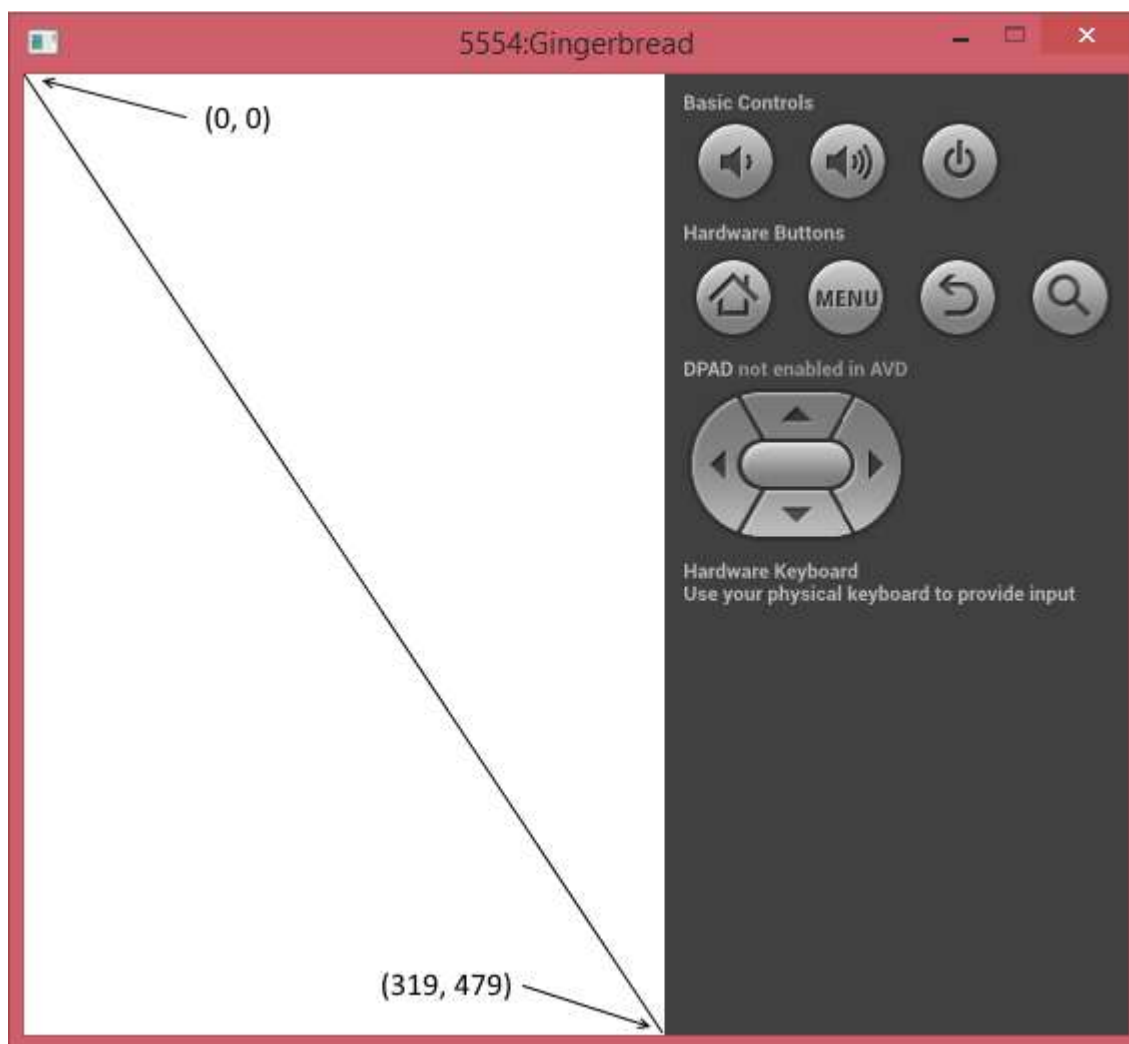 5554:Gingerbread
(0, 0)
(319, 479)
Basic Controls
Hardware Buttons
MENU
DPAD not enabled in AVD
Hardware Keyboard
Use your physical keyboard to provide input